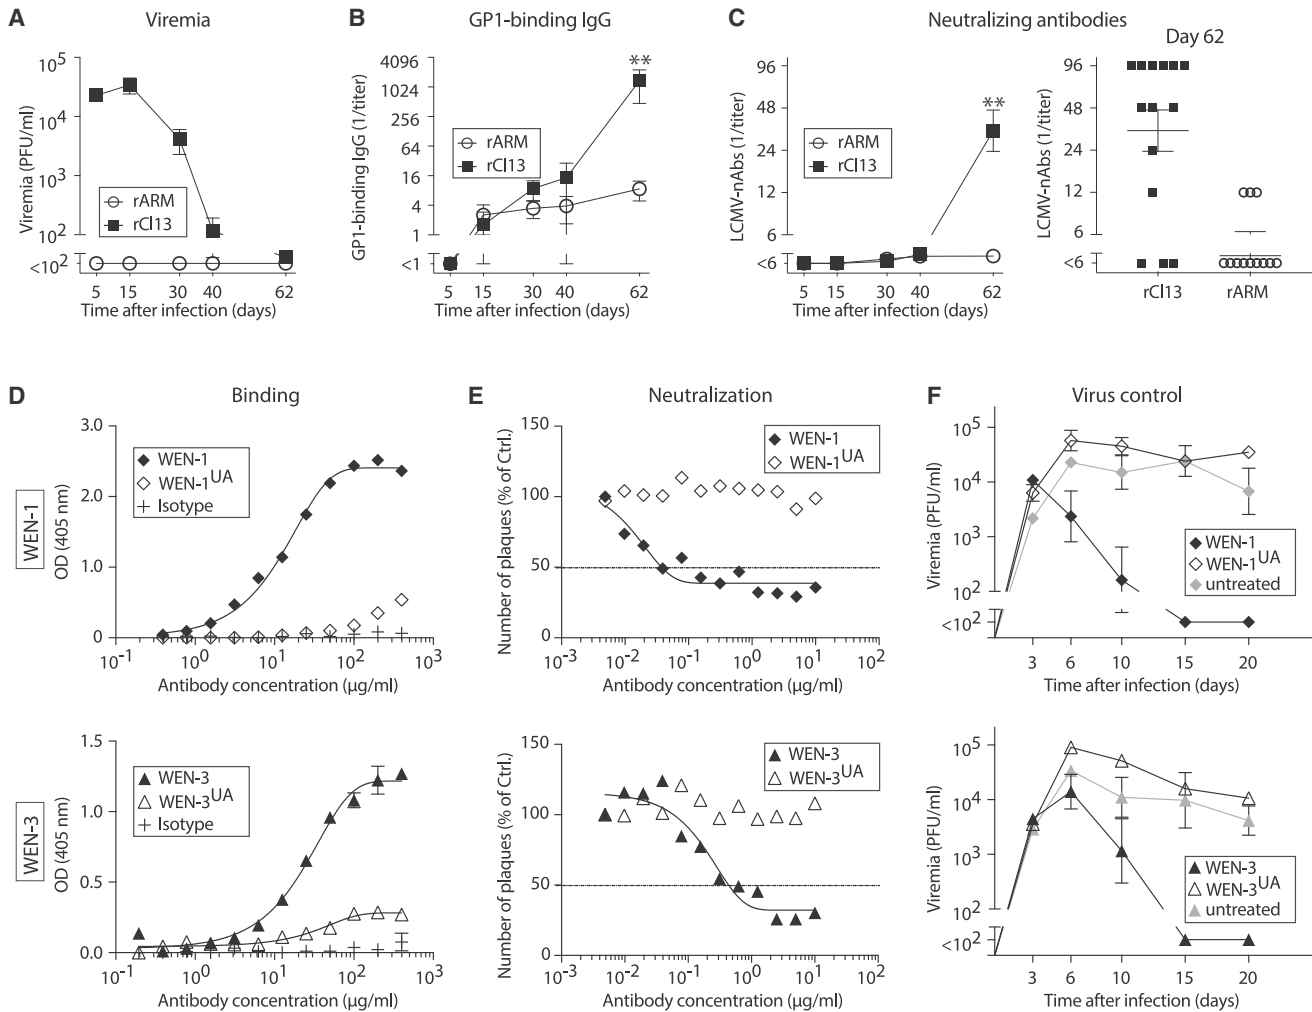 A Viremia
Viremia (PFU/ml)
10^5
10^4
10^3
10^2
<10^2
rARM
rCl13
5 15 30 40 62
Time after infection (days)
B GP1-binding IgG
GP1-binding IgG (1/titer)
4096
1024
256
64
16
4
1
<1
**
rARM
rCl13
5 15 30 40 62
Time after infection (days)
C Neutralizing antibodies
LCMV-nAbs (1/titer)
96
48
24
12
6
<6
**
rARM
rCl13
5 15 30 40 62
Time after infection (days)
Day 62
LCMV-nAbs (1/titer)
96
48
24
12
6
<6
rCl13 rARM
D Binding
WEN-1
OD (405 nm)
3.0
2.0
1.0
0
WEN-1
WEN-1^UA
Isotype
10^-1 10^0 10^1 10^2 10^3
Antibody concentration (µg/ml)
E Neutralization
Number of plaques (% of Ctrl.)
150
100
50
0
WEN-1
WEN-1^UA
10^-3 10^-2 10^-1 10^0 10^1 10^2
Antibody concentration (µg/ml)
F Virus control
Viremia (PFU/ml)
10^5
10^4
10^3
10^2
<10^2
WEN-1
WEN-1^UA
untreated
3 6 10 15 20
Time after infection (days)
WEN-3
OD (405 nm)
1.5
1.0
0.5
0.0
WEN-3
WEN-3^UA
Isotype
10^-1 10^0 10^1 10^2 10^3
Antibody concentration (µg/ml)
Number of plaques (% of Ctrl.)
150
100
50
0
WEN-3
WEN-3^UA
10^-3 10^-2 10^-1 10^0 10^1 10^2
Antibody concentration (µg/ml)
Viremia (PFU/ml)
10^5
10^4
10^3
10^2
<10^2
WEN-3
WEN-3^UA
untreated
3 6 10 15 20
Time after infection (days)